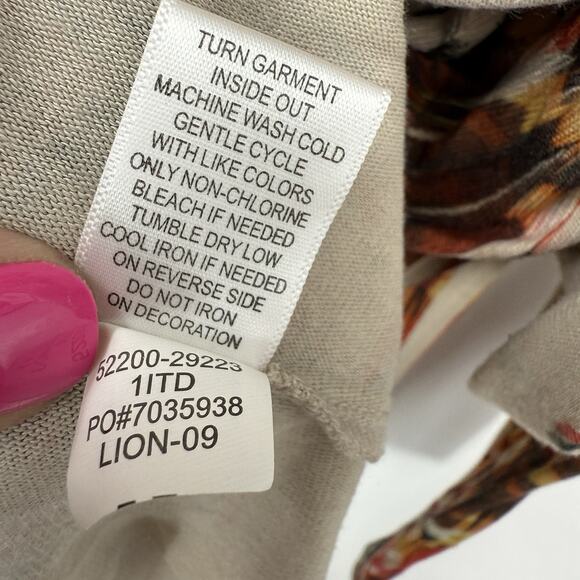 TURN GARMENT
INSIDE OUT
MACHINE WASH COLD
GENTLE CYCLE
WITH LIKE COLORS
ONLY NON-CHLORINE
BLEACH IF NEEDED
TUMBLE DRY LOW
COOL IRON IF NEEDED
ON REVERSE SIDE
DO NOT IRON
ON DECORATION
52200-29223
1ITD
PO#7035938
LION-09